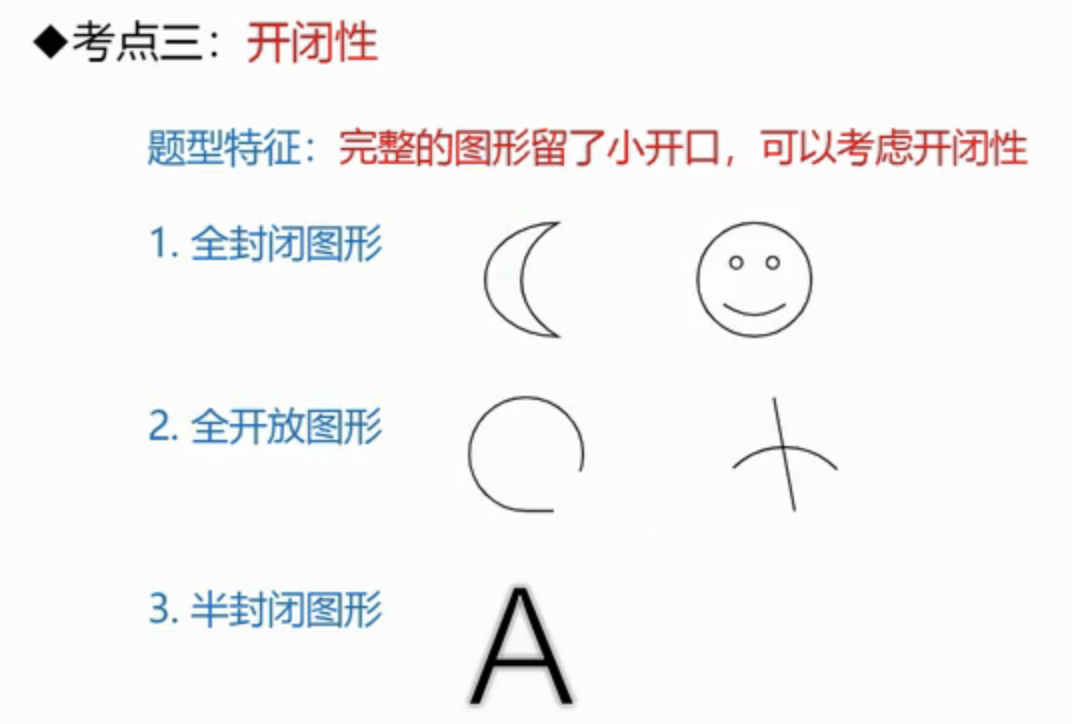 ◆考点三：开闭性
题型特征：完整的图形留了小开口，可以考虑开闭性
1. 全封闭图形
2. 全开放图形
3. 半封闭图形
A